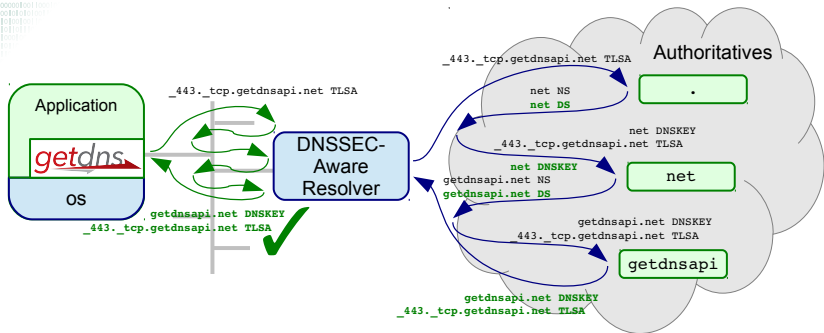 Authoritatives
_443._tcp.getdnsapi.net TLSA
.
_443._tcp.getdnsapi.net TLSA
net NS
net DS
Application
getdns
os
DNSSEC-
Aware
Resolver
net DNSKEY
_443._tcp.getdnsapi.net TLSA
net DNSKEY
getdnsapi.net NS
getdnsapi.net DS
net
getdnsapi.net DNSKEY
_443._tcp.getdnsapi.net TLSA
getdnsapi.net DNSKEY
_443._tcp.getdnsapi.net TLSA
getdnsapi
getdnsapi.net DNSKEY
_443._tcp.getdnsapi.net TLSA